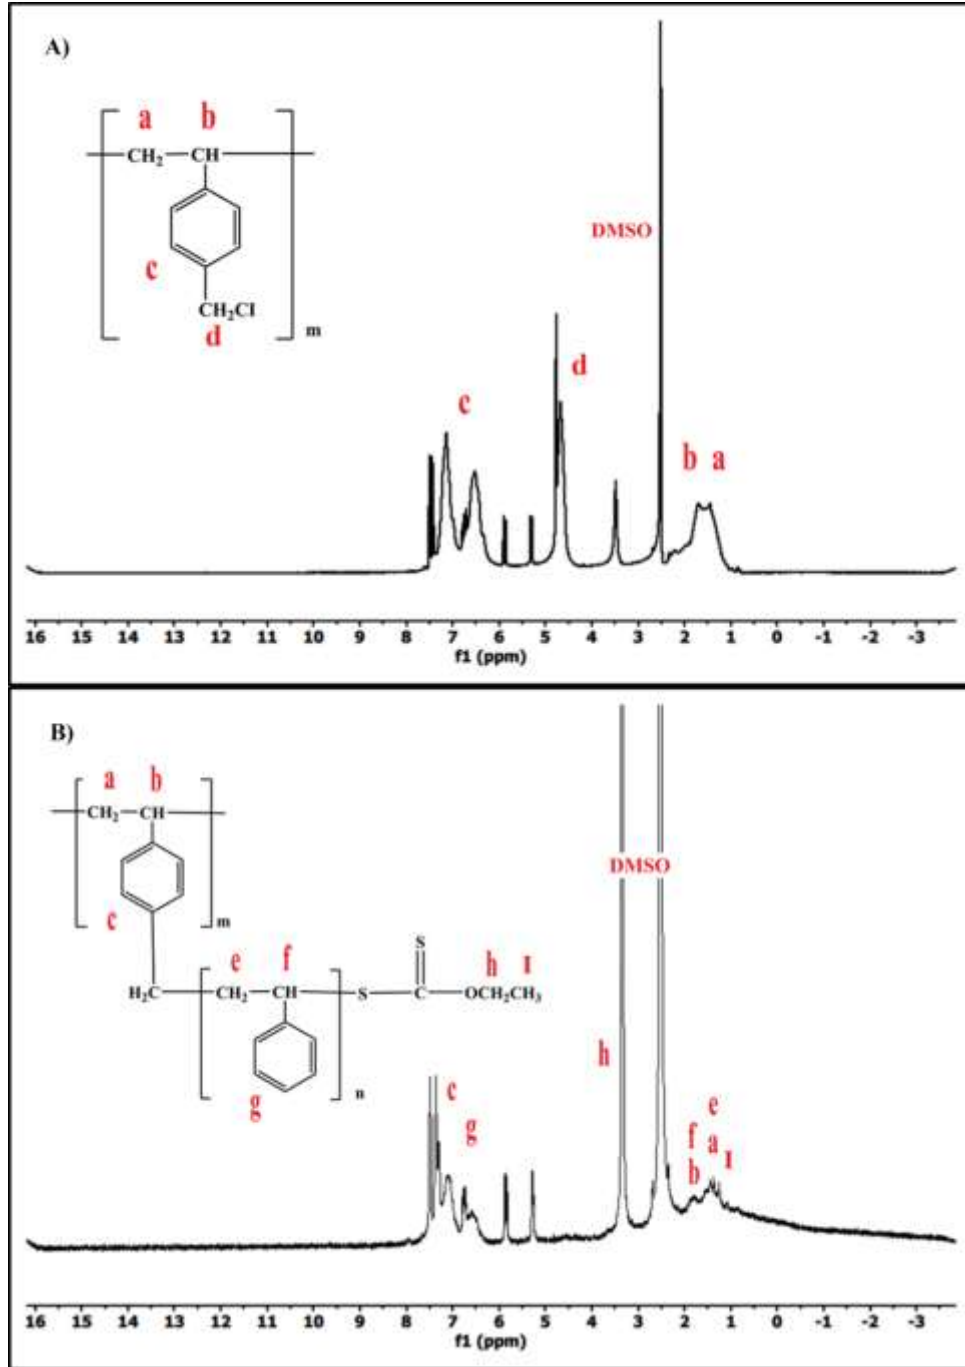 A)
a b
CH2 CH
c
CH2Cl
d
m
DMSO
c
d
b a
16 15 14 13 12 11 10 9 8 7 6 5 4 3 2 1 0 -1 -2 -3
f1 (ppm)
B)
a b
CH2 CH
c
m
S
e f
h I
H2C CH2 CH S C OCH2CH3
g
n
DMSO
h
c
g
e
f a I
b
16 15 14 13 12 11 10 9 8 7 6 5 4 3 2 1 0 -1 -2 -3
f1 (ppm)